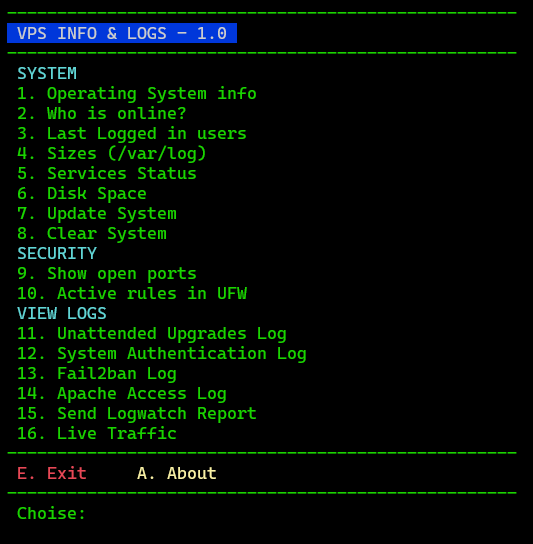 VPS INFO & LOGS - 1.0
SYSTEM
1. Operating System info
2. Who is online?
3. Last Logged in users
4. Sizes (/var/log)
5. Services Status
6. Disk Space
7. Update System
8. Clear System
SECURITY
9. Show open ports
10. Active rules in UFW
VIEW LOGS
11. Unattended Upgrades Log
12. System Authentication Log
13. Fail2ban Log
14. Apache Access Log
15. Send Logwatch Report
16. Live Traffic
E. Exit     A. About
Choise: